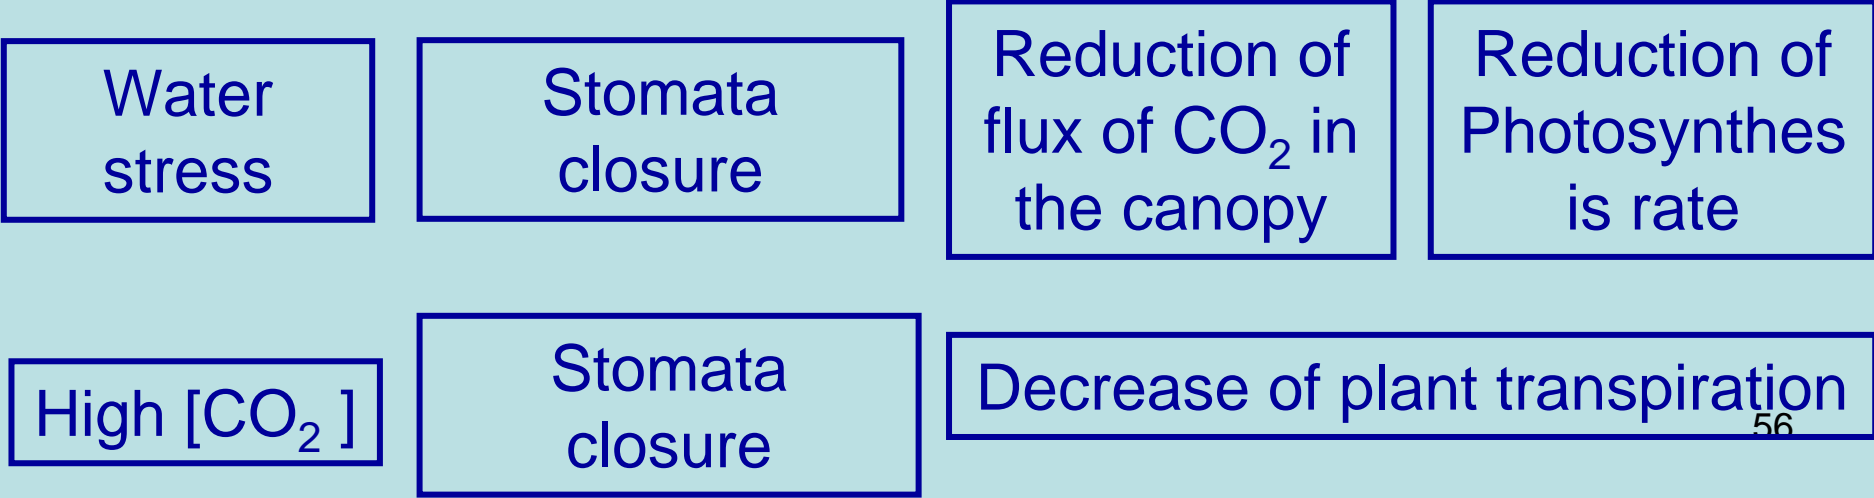 Water
stress
Stomata
closure
Reduction of
flux of CO₂ in
the canopy
Reduction of
Photosynthes
is rate
High [CO₂ ]
Stomata
closure
Decrease of plant transpiration
56